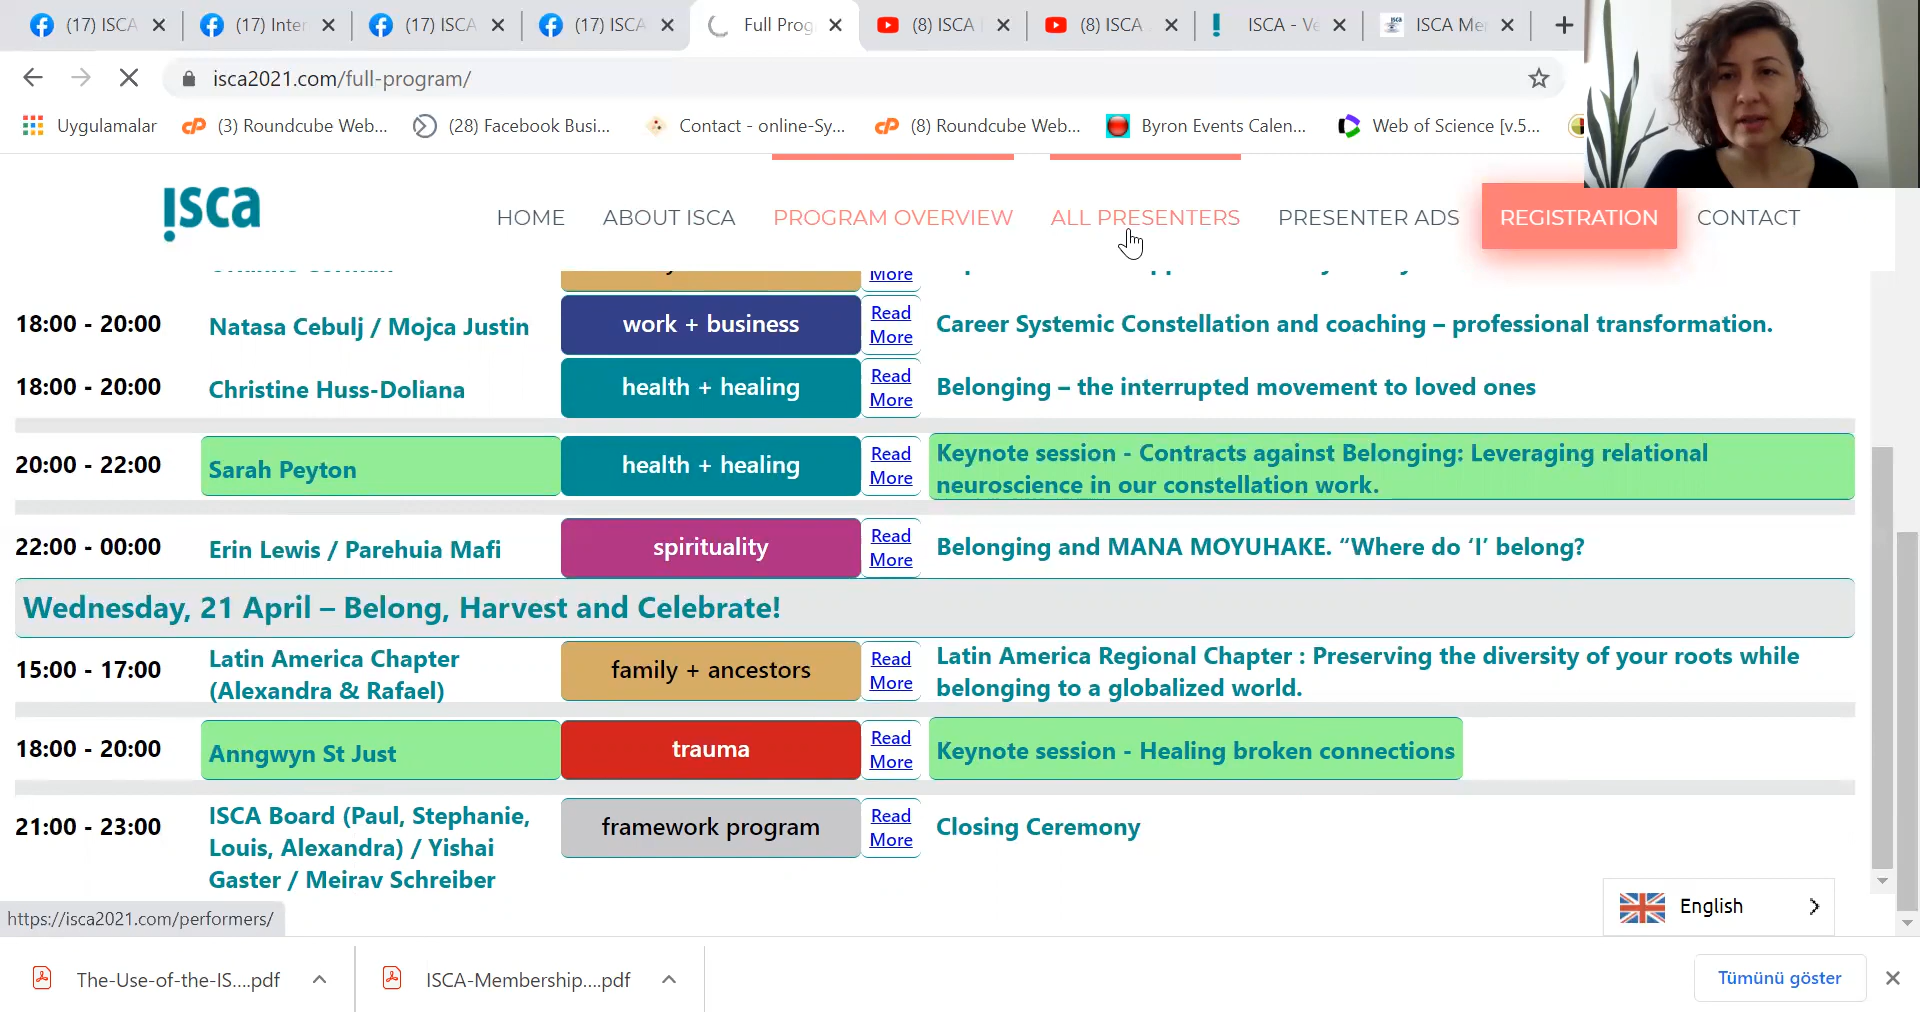 (17) ISCA
(17) Inter
(17) ISCA
(17) ISCA
Full Prog
(8) ISCA
(8) ISCA
ISCA - Ve
ISCA Me
isca2021.com/full-program/
Uygulamalar
(3) Roundcube Web...
(28) Facebook Busi...
Contact - online-Sy...
(8) Roundcube Web...
Byron Events Calen...
Web of Science [v.5...
isca
HOME
ABOUT ISCA
PROGRAM OVERVIEW
ALL PRESENTERS
PRESENTER ADS
REGISTRATION
CONTACT
More
18:00 - 20:00
Natasa Cebulj / Mojca Justin
work + business
Read
More
Career Systemic Constellation and coaching – professional transformation.
18:00 - 20:00
Christine Huss-Doliana
health + healing
Read
More
Belonging – the interrupted movement to loved ones
20:00 - 22:00
Sarah Peyton
health + healing
Read
More
Keynote session - Contracts against Belonging: Leveraging relational
neuroscience in our constellation work.
22:00 - 00:00
Erin Lewis / Parehuia Mafi
spirituality
Read
More
Belonging and MANA MOYUHAKE. “Where do ‘I’ belong?
Wednesday, 21 April – Belong, Harvest and Celebrate!
15:00 - 17:00
Latin America Chapter
(Alexandra & Rafael)
family + ancestors
Read
More
Latin America Regional Chapter : Preserving the diversity of your roots while
belonging to a globalized world.
18:00 - 20:00
Anngwyn St Just
trauma
Read
More
Keynote session - Healing broken connections
21:00 - 23:00
ISCA Board (Paul, Stephanie,
Louis, Alexandra) / Yishai
Gaster / Meirav Schreiber
framework program
Read
More
Closing Ceremony
English
https://isca2021.com/performers/
The-Use-of-the-IS....pdf
ISCA-Membership....pdf
Tümünü göster